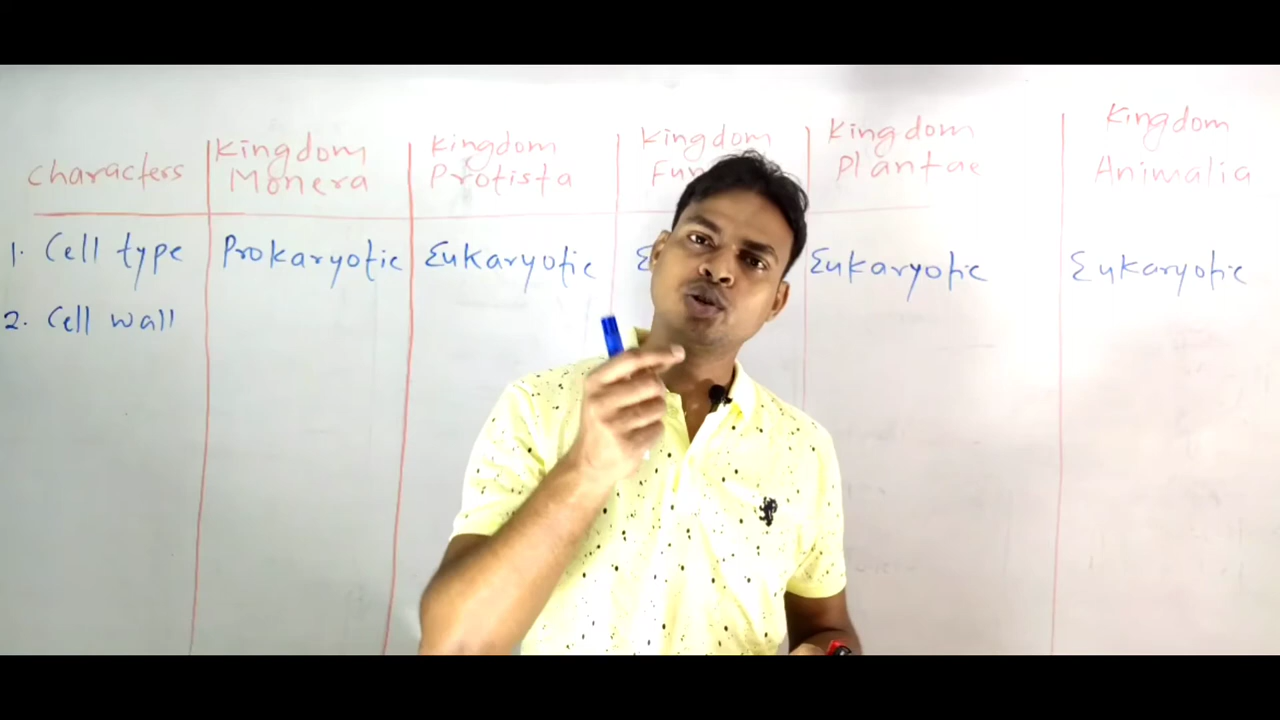 Characters
Kingdom
Monera
Kingdom
Protista
Kingdom
Kingdom
Plantae
Kingdom
Animalia
1. Cell type Prokaryotic Eukaryotic Eukaryotic Eukaryotic
2. Cell wall